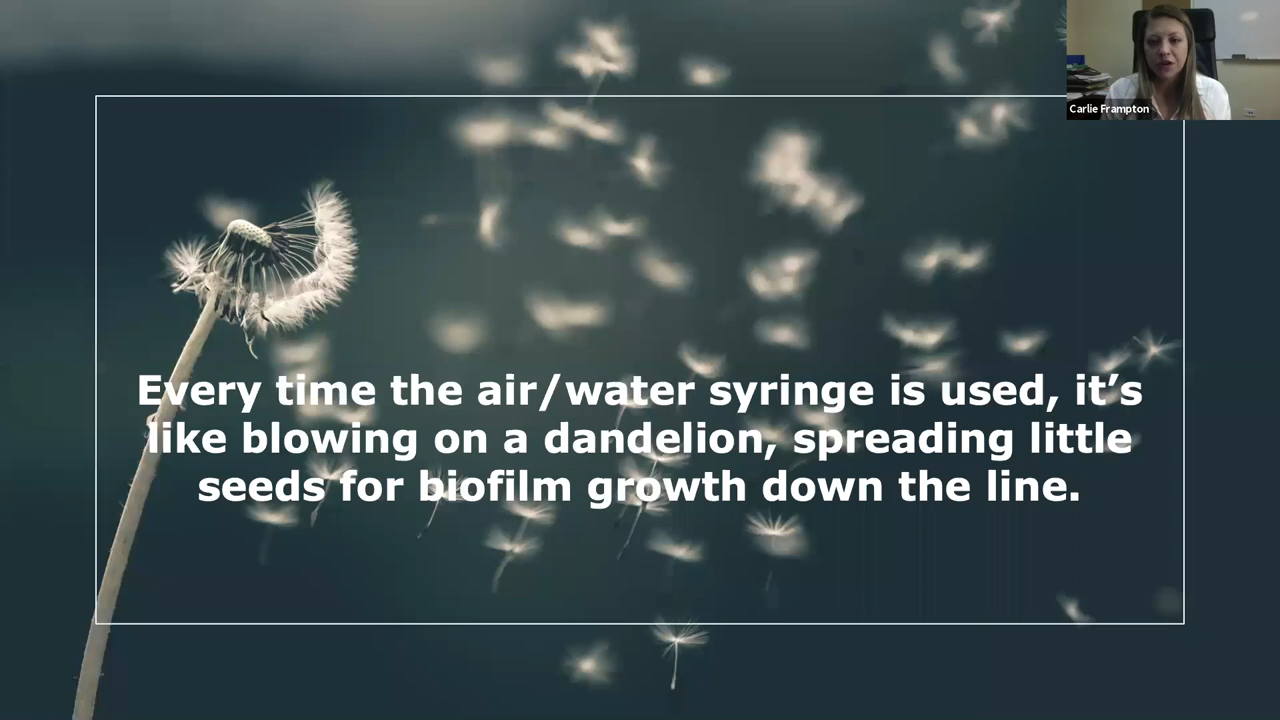 Carlie Frampton
Every time the air/water syringe is used, it’s
like blowing on a dandelion, spreading little
seeds for biofilm growth down the line.